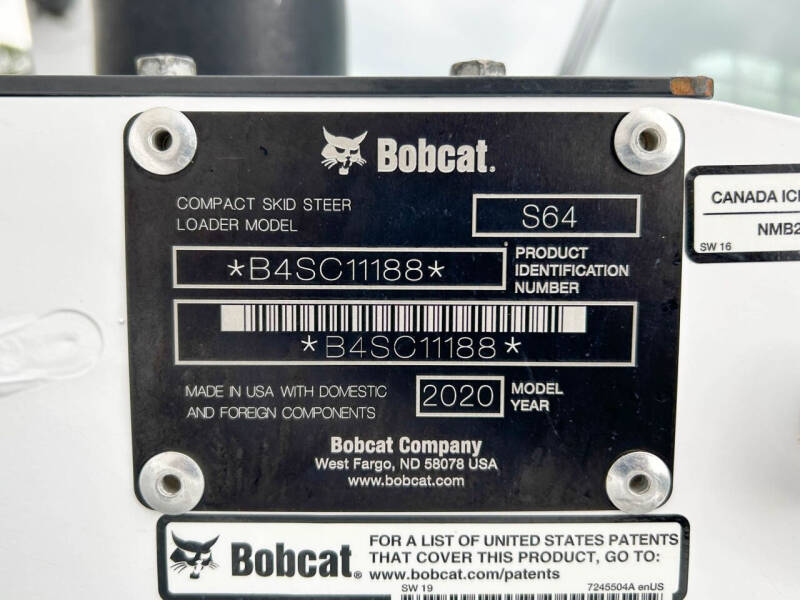 Bobcat.
COMPACT SKID STEER
LOADER MODEL
S64
*B4SC11188*
PRODUCT
IDENTIFICATION
NUMBER
*B4SC11188*
MADE IN USA WITH DOMESTIC
AND FOREIGN COMPONENTS
2020
MODEL
YEAR
Bobcat Company
West Fargo, ND 58078 USA
www.bobcat.com
CANADA
NMB2
SW 16
Bobcat®
FOR A LIST OF UNITED STATES PATENTS
THAT COVER THIS PRODUCT, GO TO:
www.bobcat.com/patents
SW 19
7245504A enUS